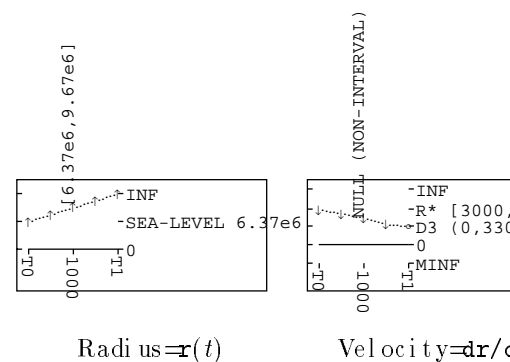 [6.37e6,9.67e6]
INF
SEA-LEVEL 6.37e6
0
T0
1000
T1
Radius=r(t)
NULL (NON-INTERVAL)
INF
R* [3000,
D3 (0,330
0
MINF
T0
1000
T1
Velocity=dr/